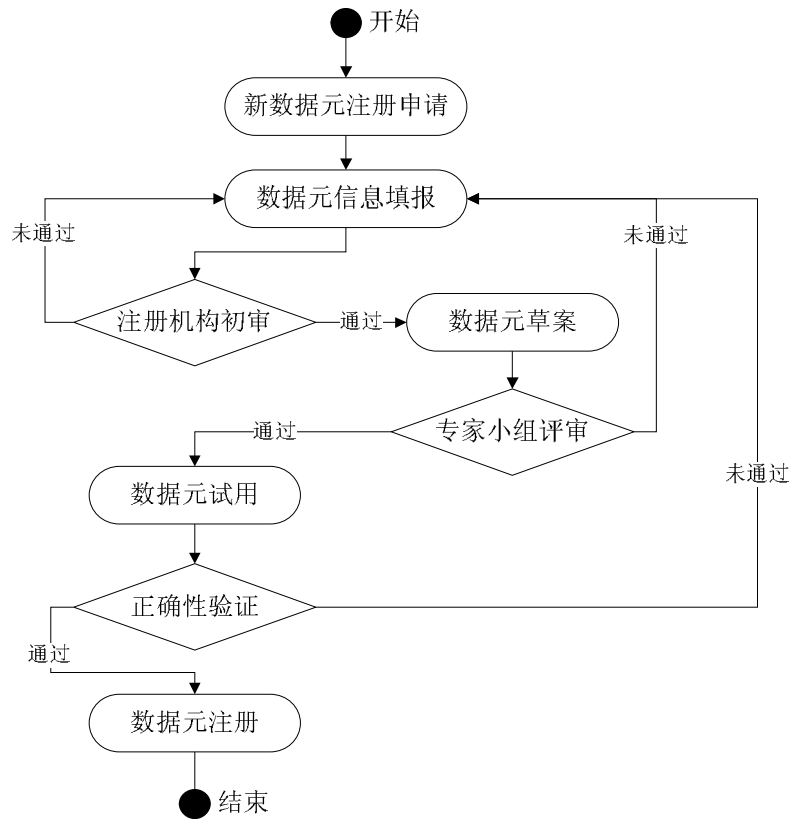 开始
新数据元注册申请
数据元信息填报
未通过
未通过
注册机构初审
通过
数据元草案
通过
专家小组评审
未通过
数据元试用
正确性验证
通过
数据元注册
结束